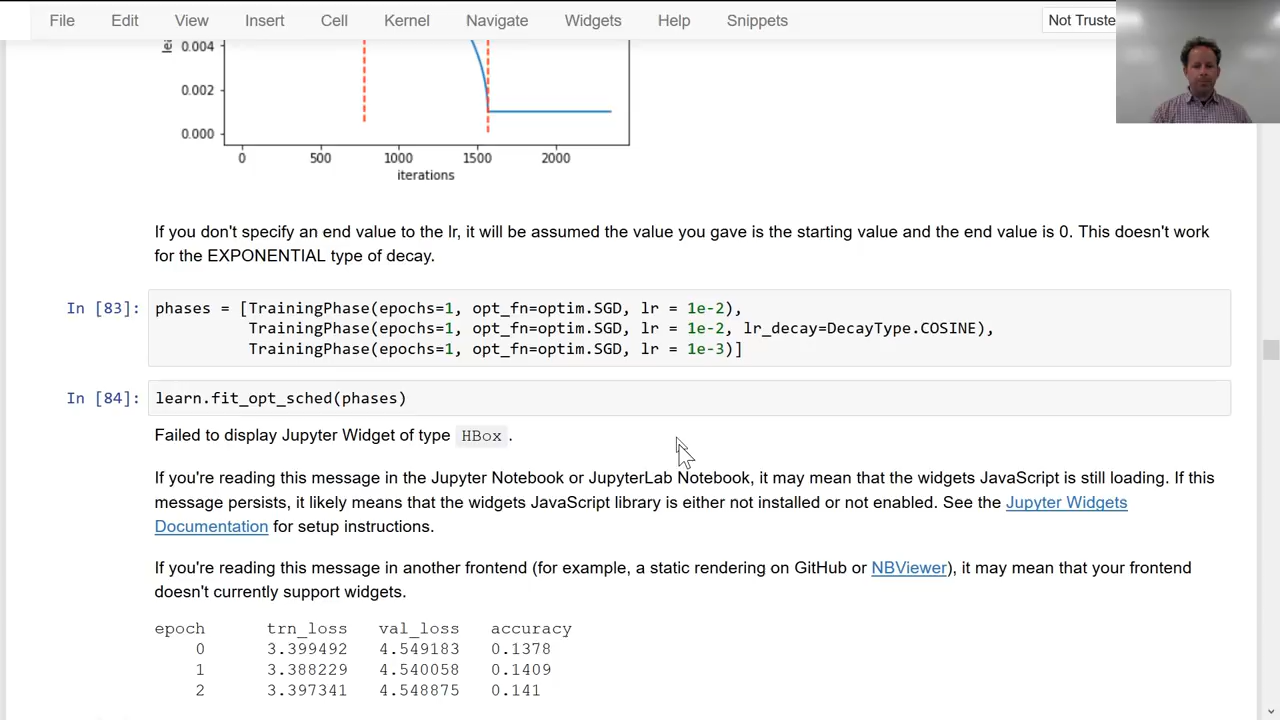 File Edit View Insert Cell Kernel Navigate Widgets Help Snippets Not Truste
0.004
0.002
0.000
0 500 1000 1500 2000
iterations
If you don't specify an end value to the lr, it will be assumed the value you gave is the starting value and the end value is 0. This doesn't work
for the EXPONENTIAL type of decay.
In [83]: phases = [TrainingPhase(epochs=1, opt_fn=optim.SGD, lr = 1e-2),
TrainingPhase(epochs=1, opt_fn=optim.SGD, lr = 1e-2, lr_decay=DecayType.COSINE),
TrainingPhase(epochs=1, opt_fn=optim.SGD, lr = 1e-3)]
In [84]: learn.fit_opt_sched(phases)
Failed to display Jupyter Widget of type HBox.
If you're reading this message in the Jupyter Notebook or JupyterLab Notebook, it may mean that the widgets JavaScript is still loading. If this
message persists, it likely means that the widgets JavaScript library is either not installed or not enabled. See the Jupyter Widgets
Documentation for setup instructions.
If you're reading this message in another frontend (for example, a static rendering on GitHub or NBViewer), it may mean that your frontend
doesn't currently support widgets.
epoch trn_loss val_loss accuracy
0 3.399492 4.549183 0.1378
1 3.388229 4.540058 0.1409
2 3.397341 4.548875 0.141